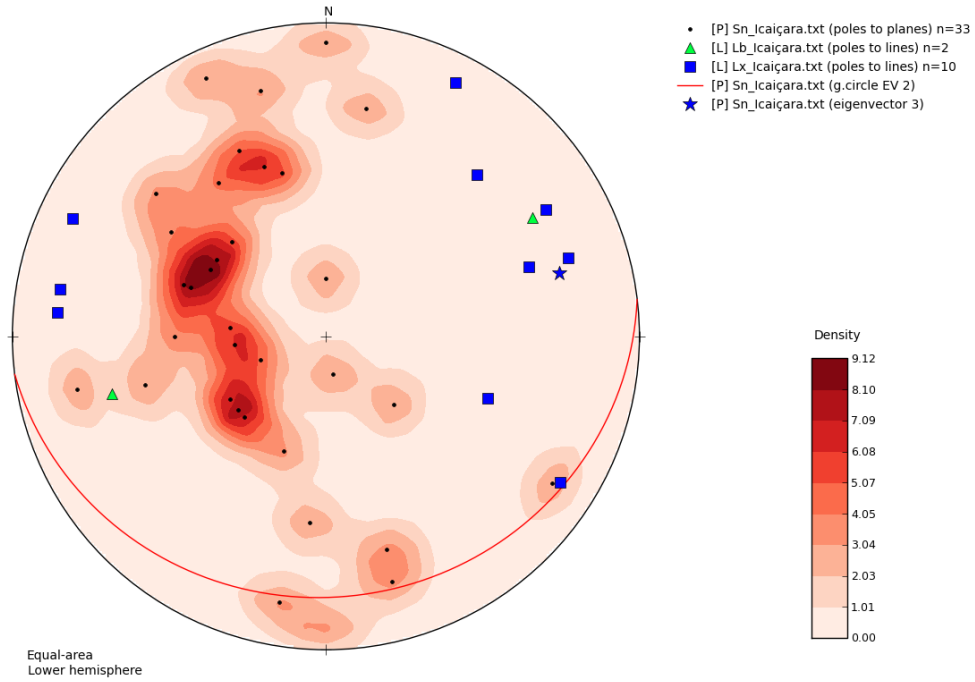 N
[P] Sn_Icaiçara.txt (poles to planes) n=33
[L] Lb_Icaiçara.txt (poles to lines) n=2
[L] Lx_Icaiçara.txt (poles to lines) n=10
[P] Sn_Icaiçara.txt (g.circle EV 2)
[P] Sn_Icaiçara.txt (eigenvector 3)
Density
9.12
8.10
7.09
6.08
5.07
4.05
3.04
2.03
1.01
0.00
Equal-area
Lower hemisphere